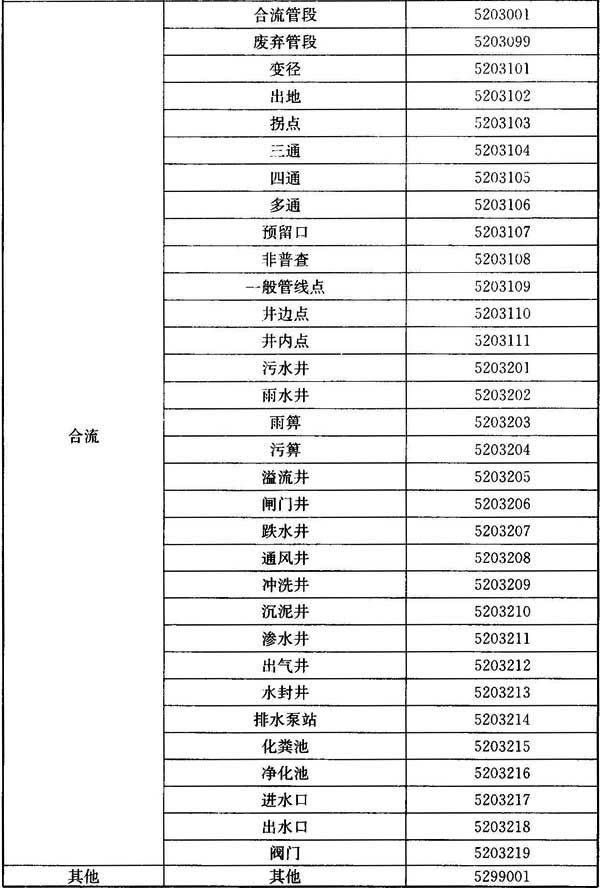 合流管段 5203001
废弃管段 5203099
变径 5203101
出地 5203102
拐点 5203103
三通 5203104
四通 5203105
多通 5203106
预留口 5203107
非普查 5203108
一般管线点 5203109
井边点 5203110
井内点 5203111
污水井 5203201
雨水井 5203202
雨箅 5203203
合流
污箅 5203204
溢流井 5203205
闸门井 5203206
跌水井 5203207
通风井 5203208
冲洗井 5203209
沉泥井 5203210
渗水井 5203211
出气井 5203212
水封井 5203213
排水泵站 5203214
化粪池 5203215
净化池 5203216
进水口 5203217
出水口 5203218
阀门 5203219
其他 其他 5299001